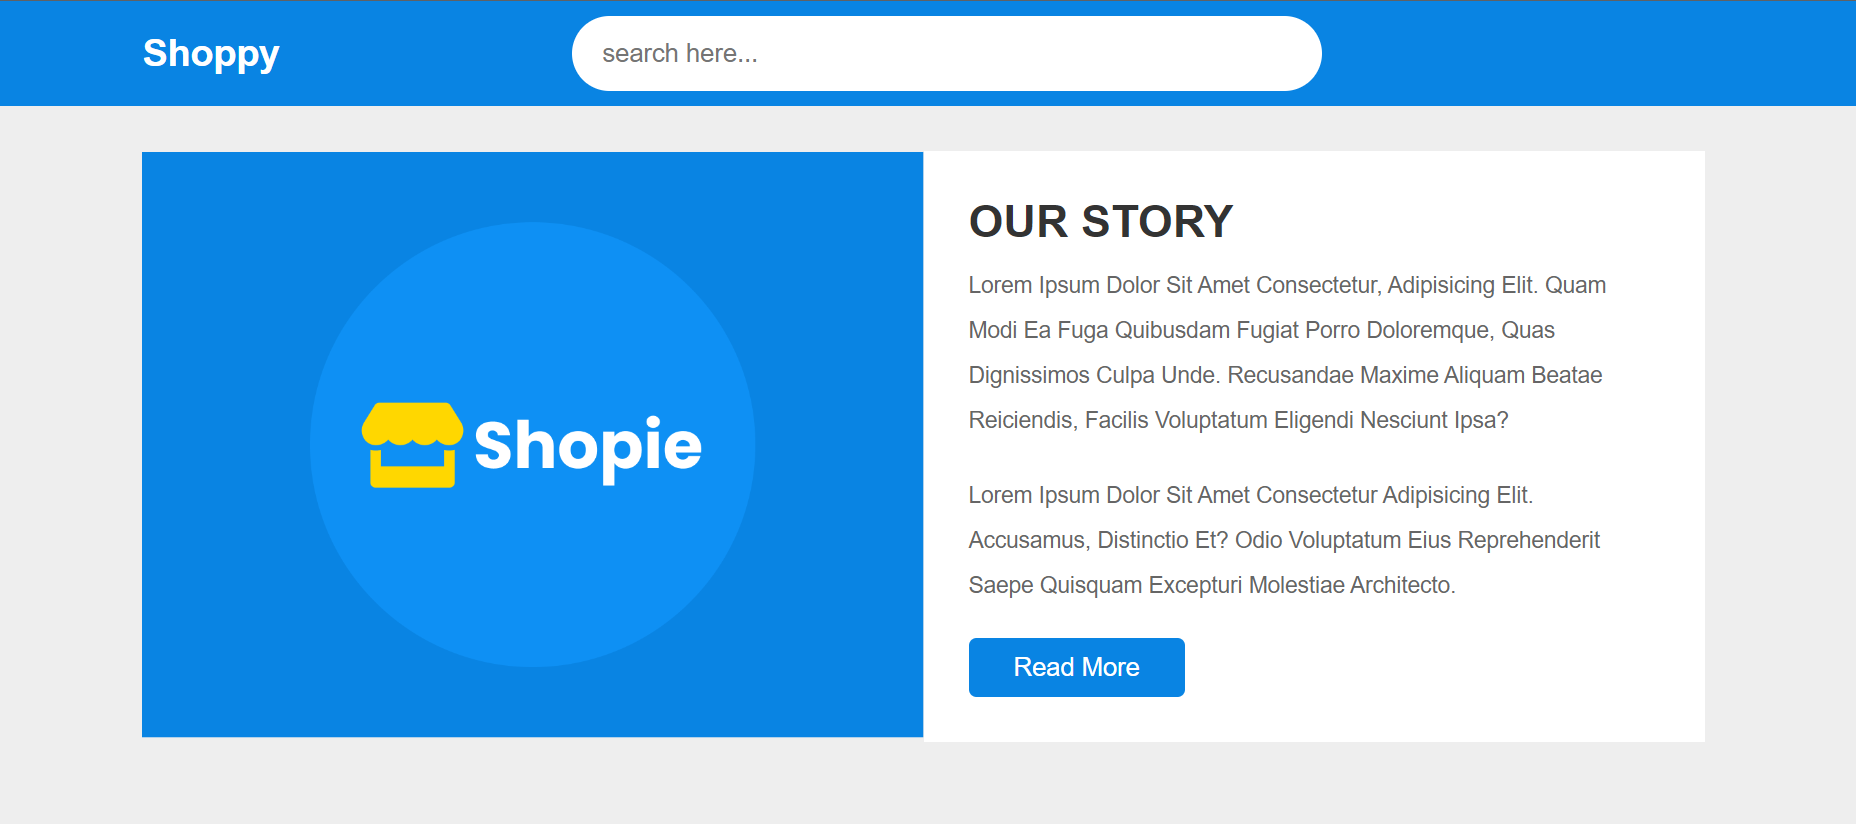 Shoppy
search here...
Shopie
OUR STORY
Lorem Ipsum Dolor Sit Amet Consectetur, Adipisicing Elit. Quam
Modi Ea Fuga Quibusdam Fugiat Porro Doloremque, Quas
Dignissimos Culpa Unde. Recusandae Maxime Aliquam Beatae
Reiciendis, Facilis Voluptatum Eligendi Nesciunt Ipsa?
Lorem Ipsum Dolor Sit Amet Consectetur Adipisicing Elit.
Accusamus, Distinctio Et? Odio Voluptatum Eius Reprehenderit
Saepe Quisquam Excepturi Molestiae Architecto.
Read More